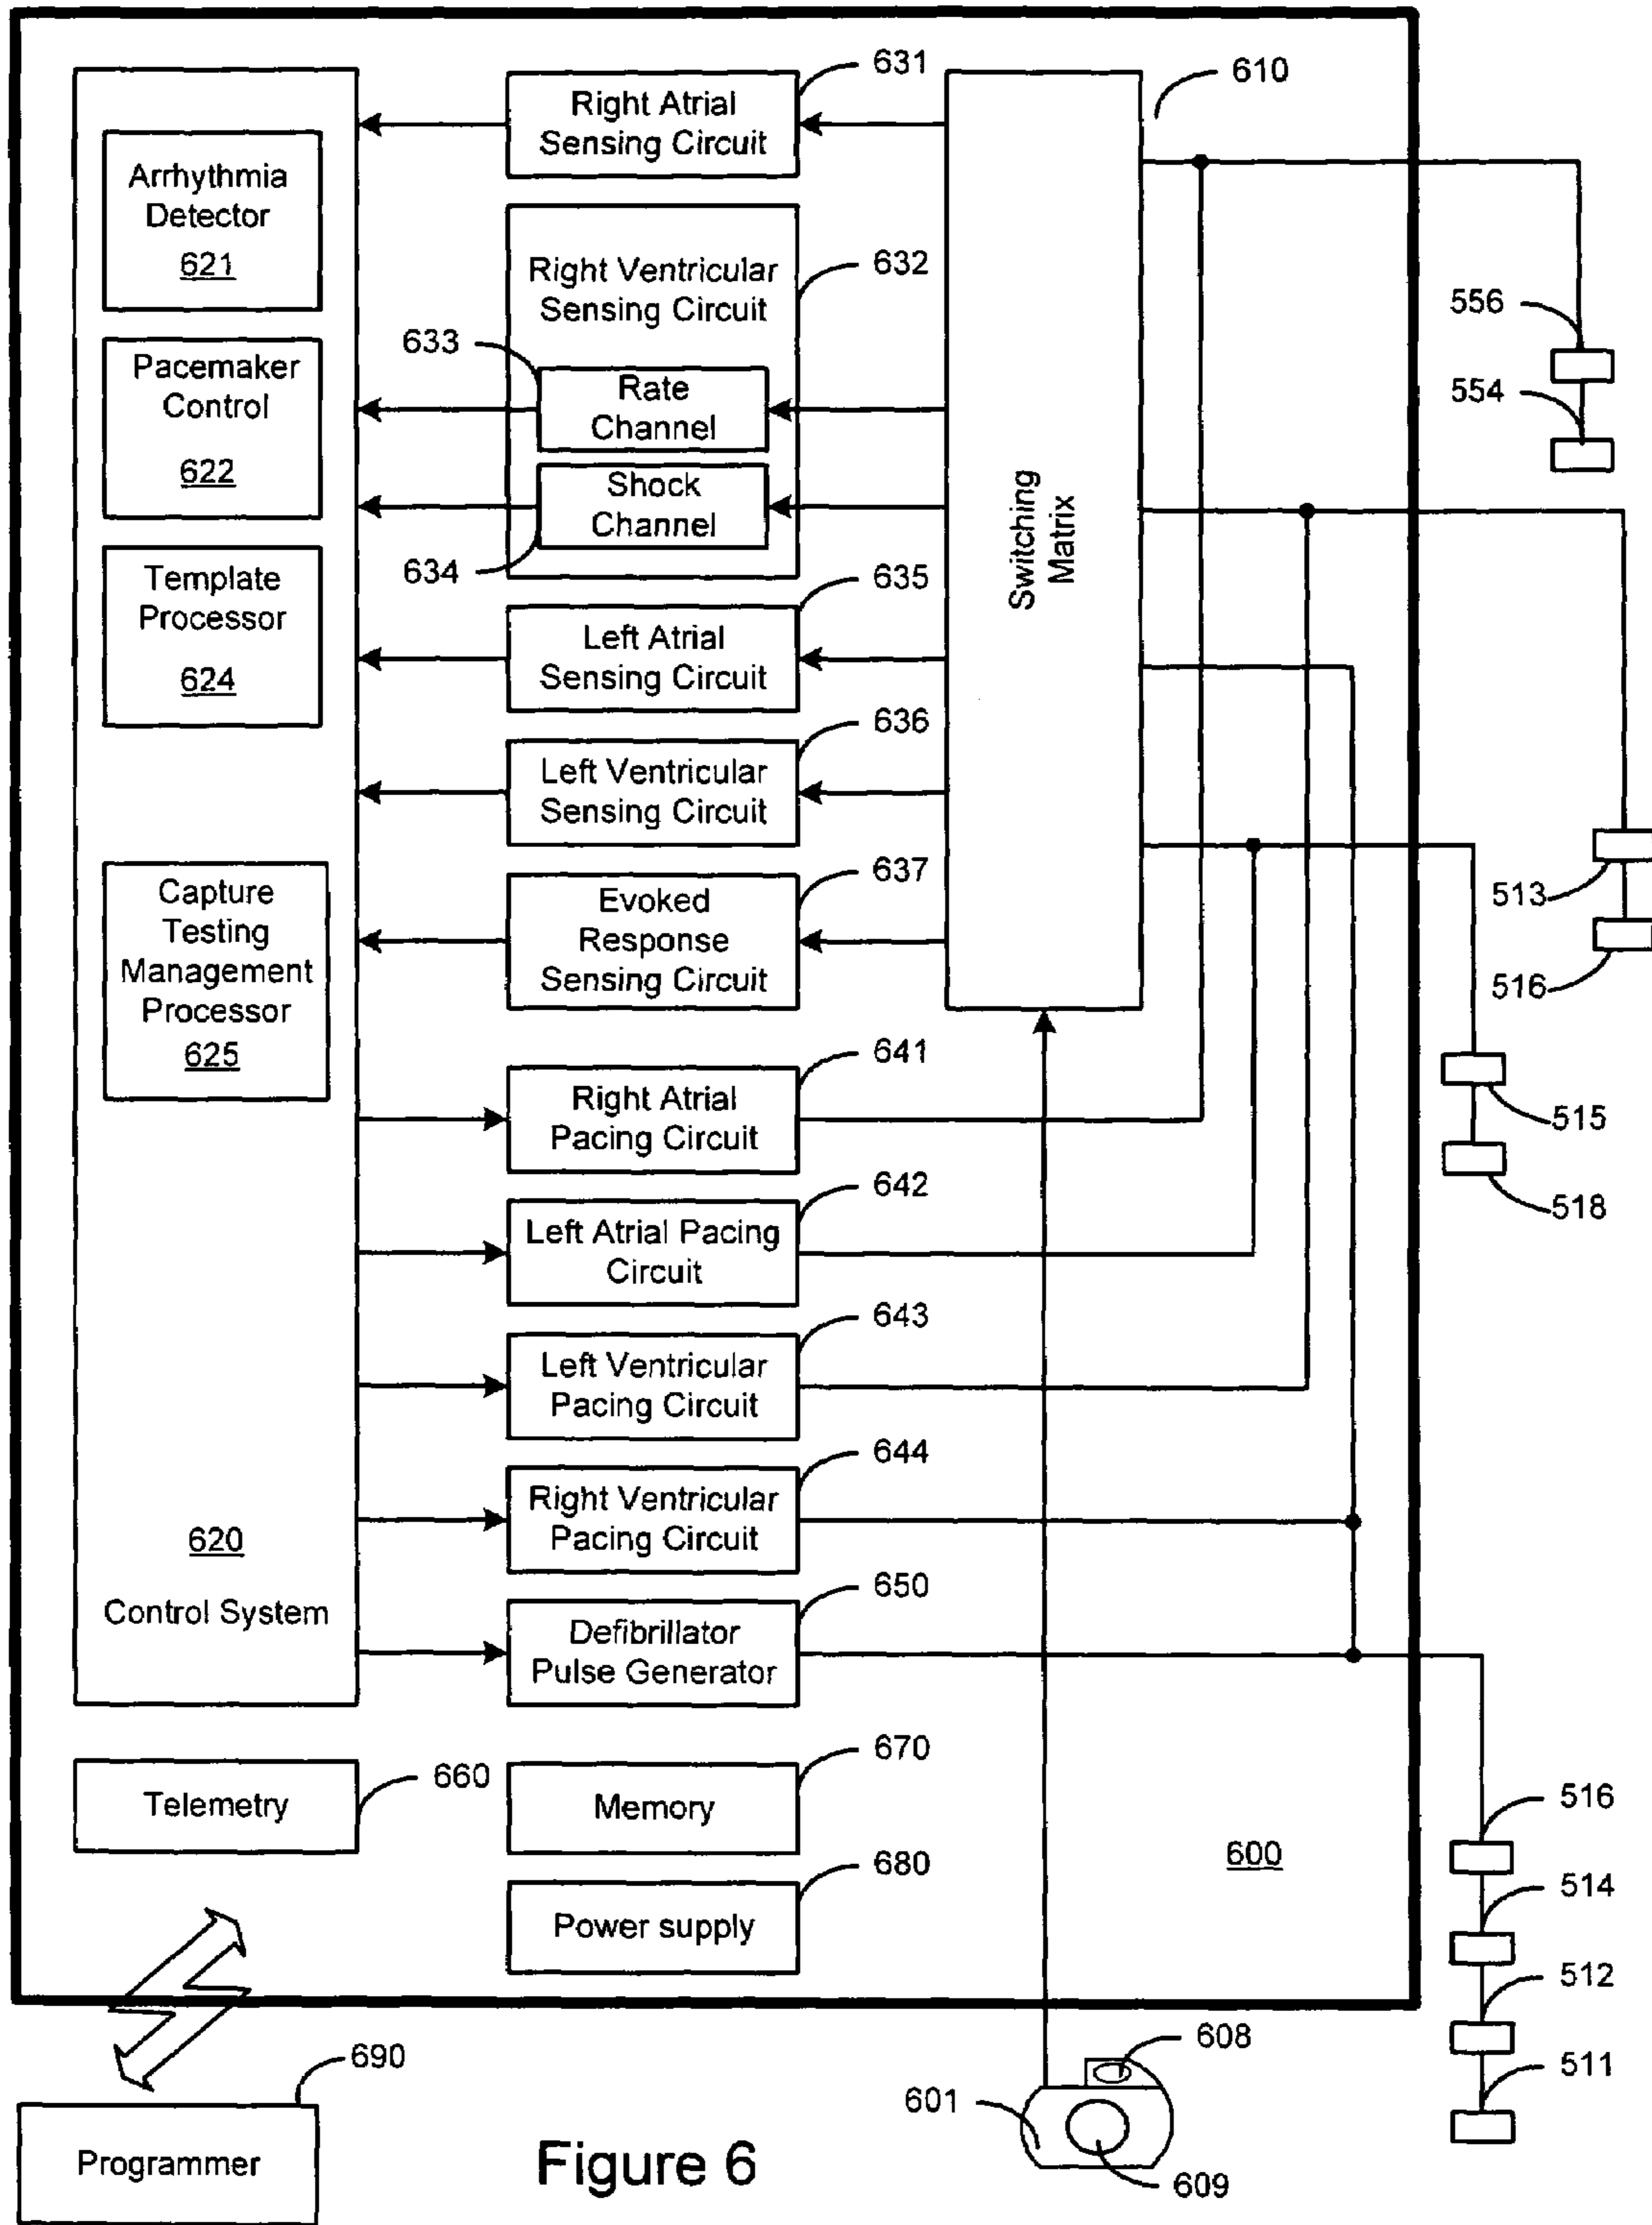 631
610
Right Atrial
Sensing Circuit
Arrhythmia
Detector
621
Right Ventricular
Sensing Circuit
632
633
Rate
Channel
556
554
Pacemaker
Control
622
Shock
Channel
634
Switching
Matrix
Template
Processor
624
635
Left Atrial
Sensing Circuit
636
Left Ventricular
Sensing Circuit
513
516
Capture
Testing
Management
Processor
625
637
Evoked
Response
Sensing Circuit
641
Right Atrial
Pacing Circuit
515
518
642
Left Atrial Pacing
Circuit
643
Left Ventricular
Pacing Circuit
644
Right Ventricular
Pacing Circuit
620
Control System
650
Defibrillator
Pulse Generator
Telemetry
660
670
Memory
680
Power supply
600
516
514
512
511
690
Programmer
608
601
609
Figure 6